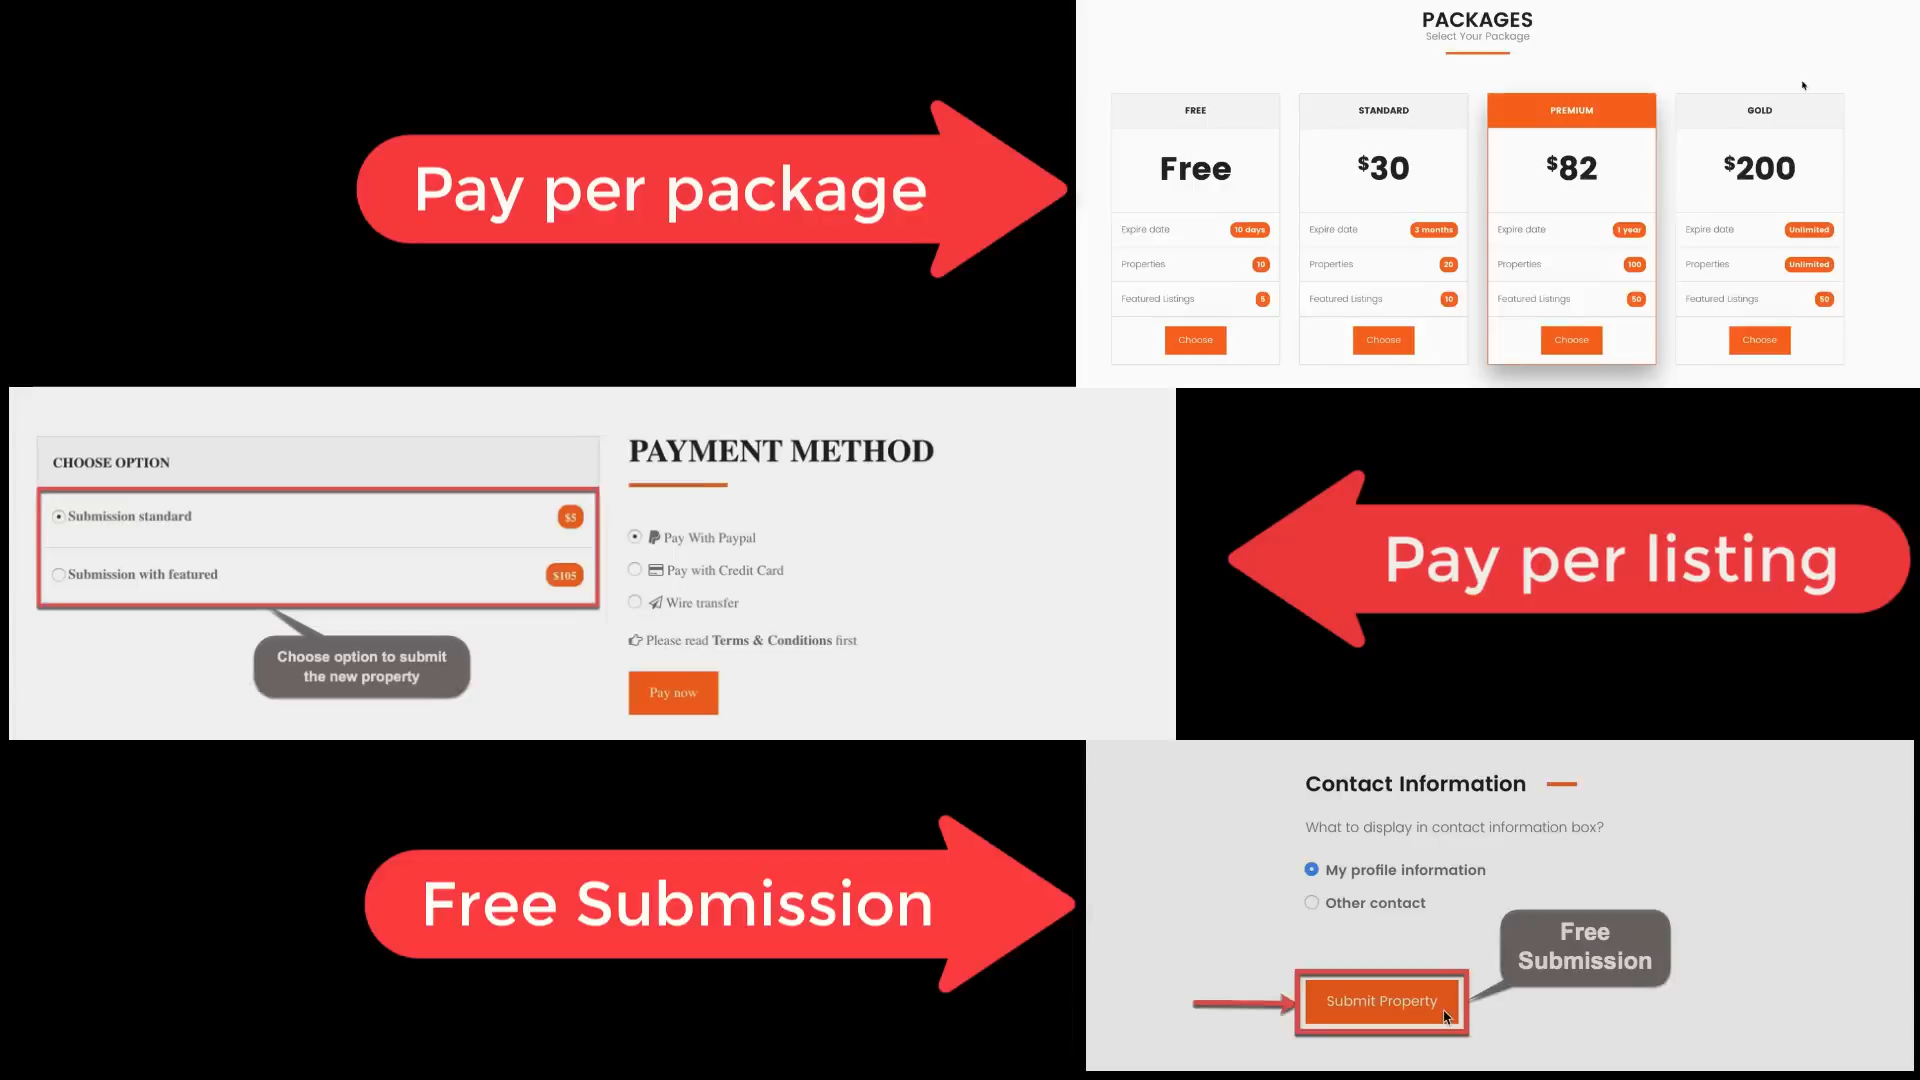 Pay per package
PACKAGES
Select Your Package
FREE
Free
Expire date 10 days
Properties 10
Featured Listings 5
Choose
STANDARD
$30
Expire date 3 months
Properties 20
Featured Listings 10
Choose
PREMIUM
$82
Expire date 1 year
Properties 100
Featured Listings 50
Choose
GOLD
$200
Expire date Unlimited
Properties Unlimited
Featured Listings 50
Choose
CHOOSE OPTION
Submission standard $5
Submission with featured $105
Choose option to submit
the new property
PAYMENT METHOD
Pay With Paypal
Pay with Credit Card
Wire transfer
Please read Terms & Conditions first
Pay now
Pay per listing
Free Submission
Contact Information
What to display in contact information box?
My profile information
Other contact
Free
Submission
Submit Property